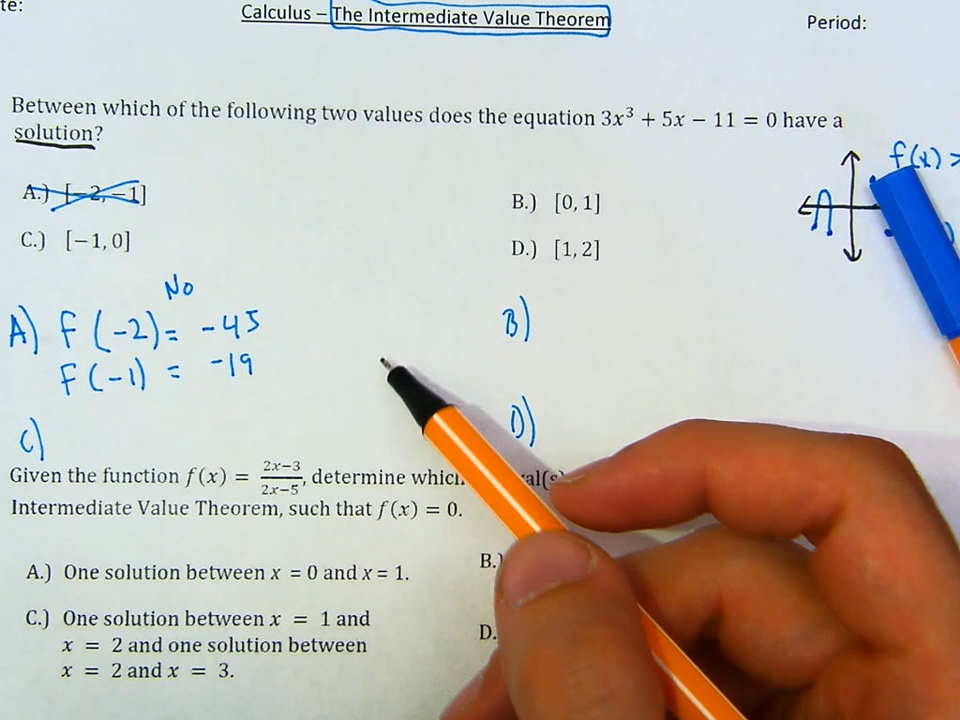 te:
Calculus – The Intermediate Value Theorem
Period:
Between which of the following two values does the equation 3x³ + 5x − 11 = 0 have a
solution?
f(x) =
A.) [−2, −1]
B.) [0, 1]
C.) [−1, 0]
D.) [1, 2]
No
A) f(-2) = -45
f(-1) = -19
B)
C)
D)
Given the function f(x) = (2x−3)/(2x−5), determine which
Intermediate Value Theorem, such that f(x) = 0.
A.) One solution between x = 0 and x = 1.
B.)
C.) One solution between x = 1 and
x = 2 and one solution between
x = 2 and x = 3.
D.